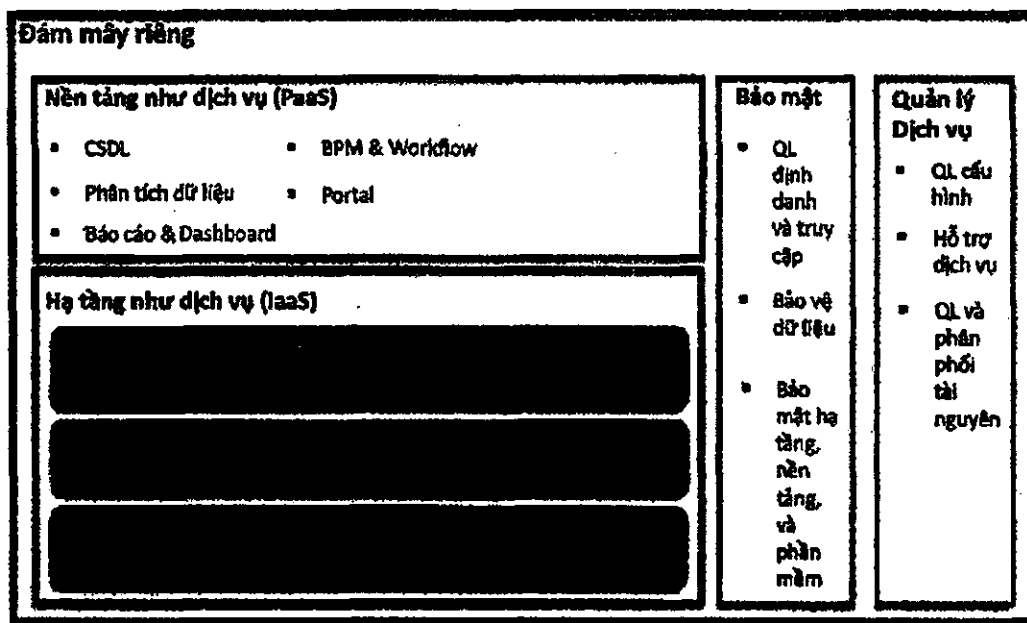 Đám mây riêng
Nền tảng như dịch vụ (PaaS)
▪ CSDL
▪ BPM & Workflow
▪ Phân tích dữ liệu
▪ Portal
▪ Báo cáo & Dashboard
Hạ tầng như dịch vụ (IaaS)
Bảo mật
▪ QL
định
danh
và truy
cập
▪ Bảo vệ
dữ liệu
▪ Bảo
mật hạ
tầng,
nền
tảng,
và
phần
mềm
Quản lý
Dịch vụ
▪ QL cấu
hình
▪ Hỗ trợ
dịch vụ
▪ QL và
phân
phối
tài
nguyên